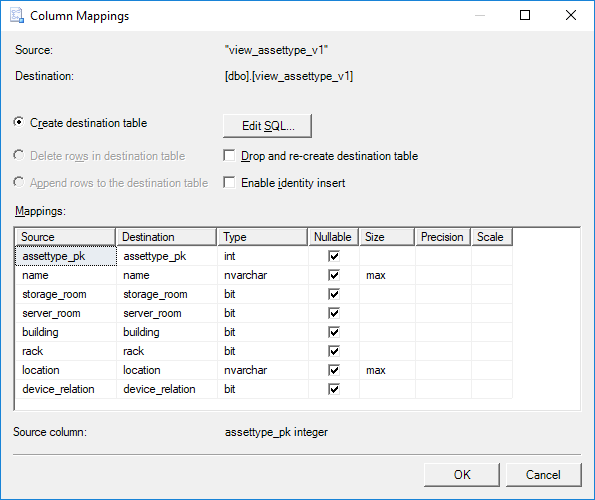 Column Mappings
Source: "view_assettype_v1"
Destination: [dbo].[view_assettype_v1]
Create destination table Edit SQL...
Delete rows in destination table Drop and re-create destination table
Append rows to the destination table Enable identity insert
Mappings:
Source Destination Type Nullable Size Precision Scale
assettype_pk assettype_pk int
name name nvarchar max
storage_room storage_room bit
server_room server_room bit
building building bit
rack rack bit
location location nvarchar max
device_relation device_relation bit
Source column: assettype_pk integer
OK Cancel